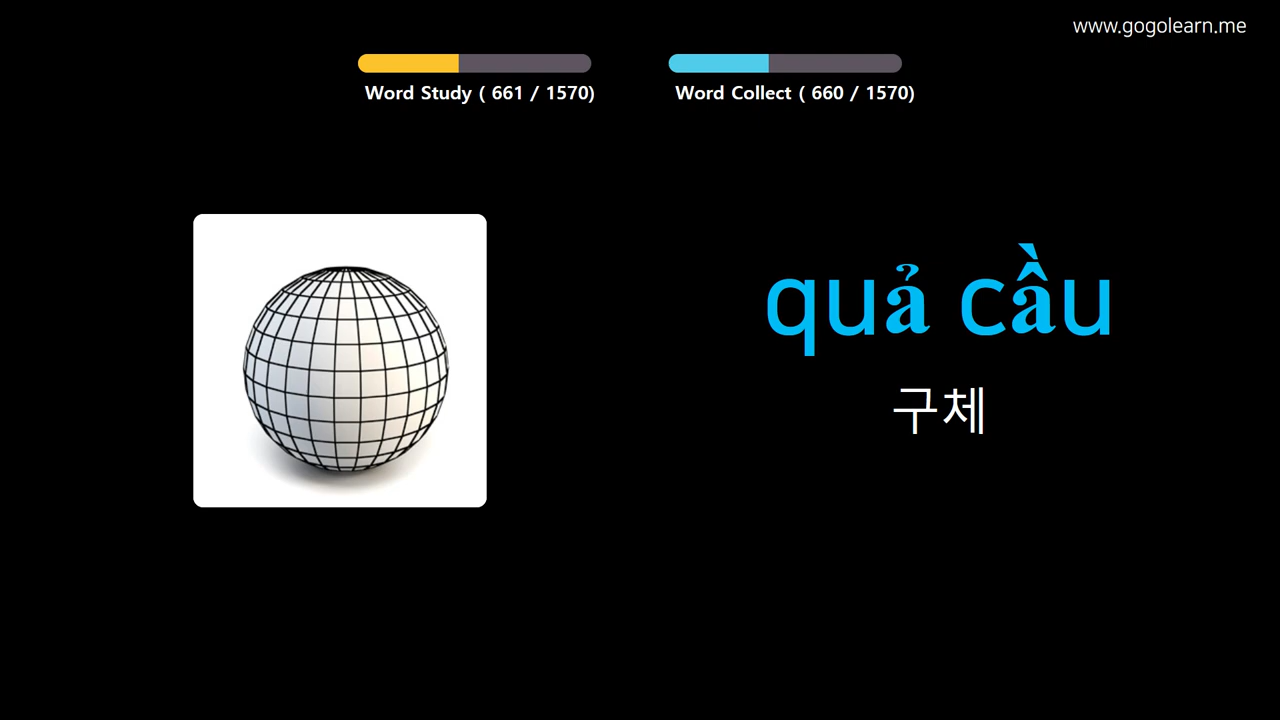 www.gogolearn.me
Word Study ( 661 / 1570)
Word Collect ( 660 / 1570)
quả cầu
구체